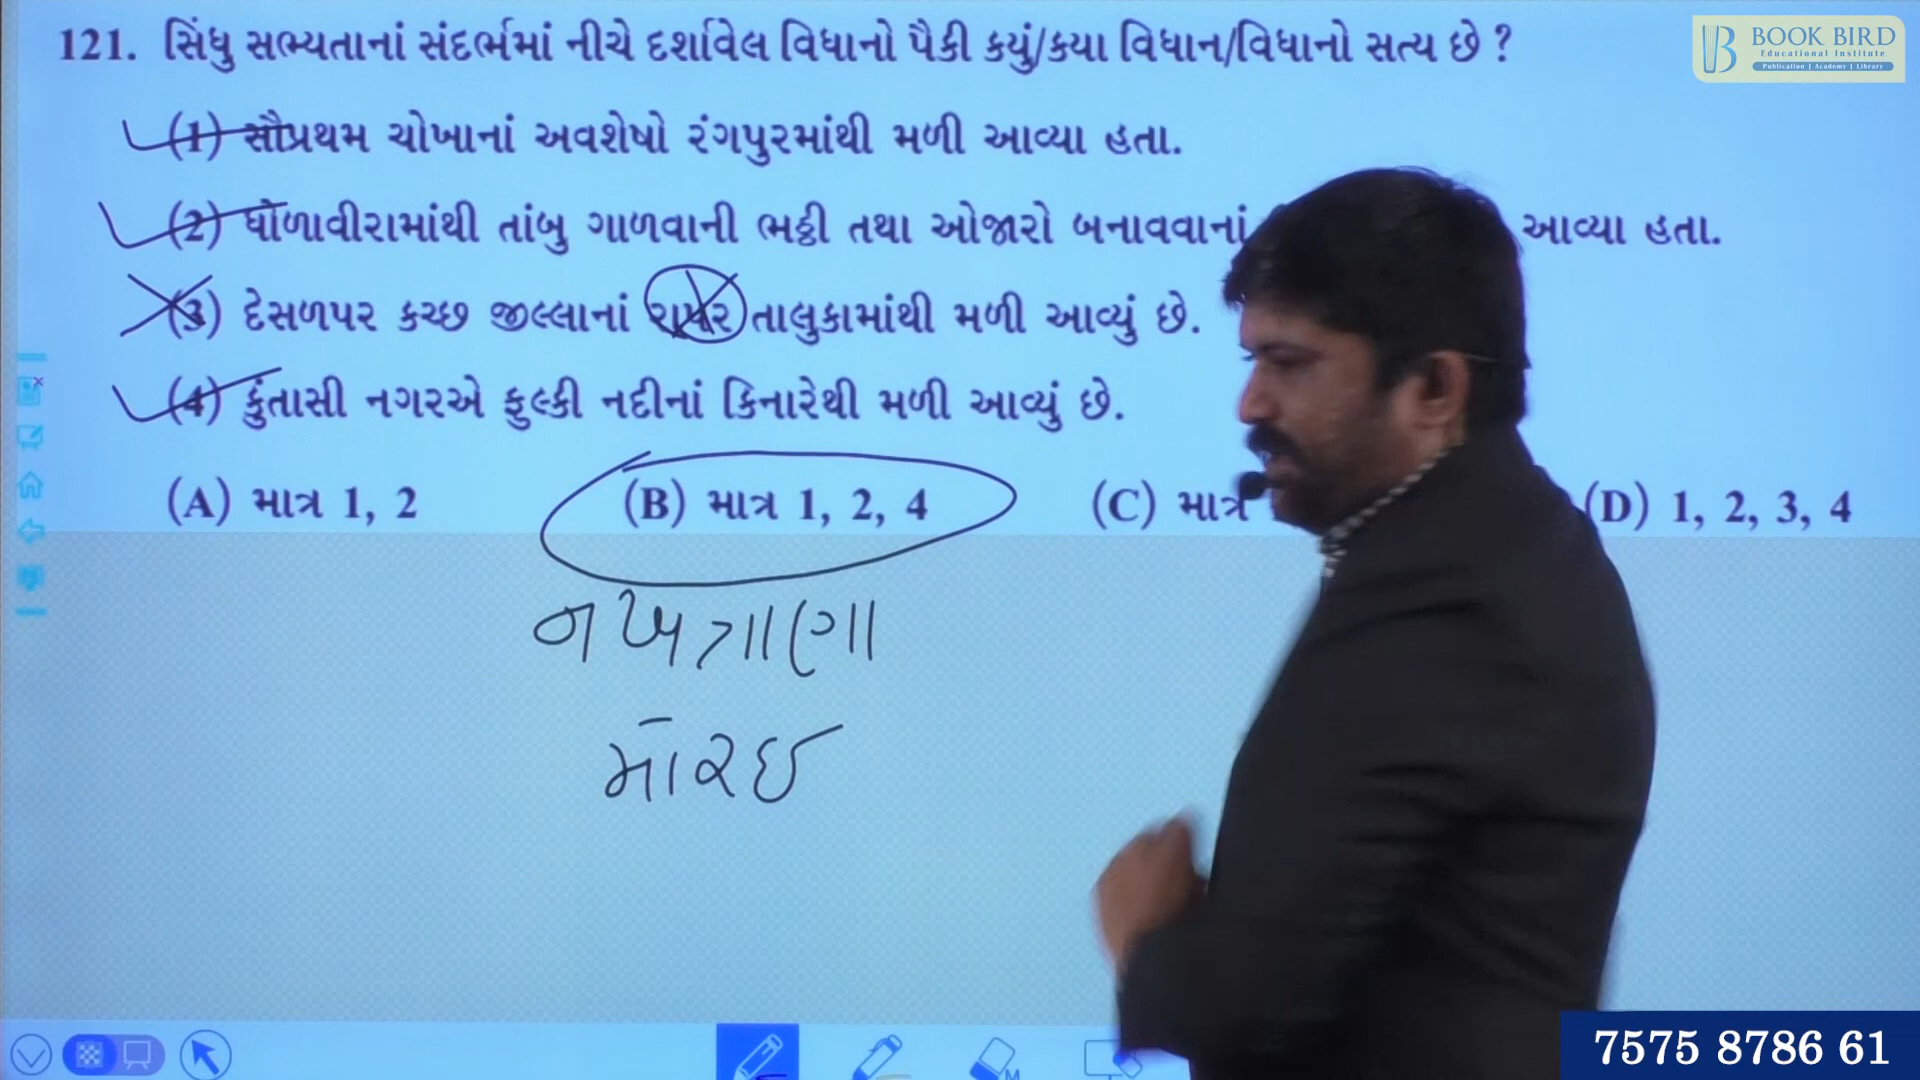 121. સિંધુ સભ્યતાનાં સંદર્ભમાં નીચે દર્શાવેલ વિધાનો પૈકી કયું/કયા વિધાન/વિધાનો સત્ય છે ?
BOOK BIRD
Educational Institute
Publication | Academy | Library
(1) સૌપ્રથમ ચોખાનાં અવશેષો રંગપુરમાંથી મળી આવ્યા હતા.
(2) ધોળાવીરામાંથી તાંબુ ગાળવાની ભઠ્ઠી તથા ઓજારો બનાવવાનાં આવ્યા હતા.
(3) દેસળપર કચ્છ જીલ્લાનાં રાપર તાલુકામાંથી મળી આવ્યું છે.
(4) કુંતાસી નગરએ ફુલ્કી નદીનાં કિનારેથી મળી આવ્યું છે.
(A) માત્ર 1, 2 (B) માત્ર 1, 2, 4 (C) માત્ર (D) 1, 2, 3, 4
નખત્રાણા
7575 8786 61